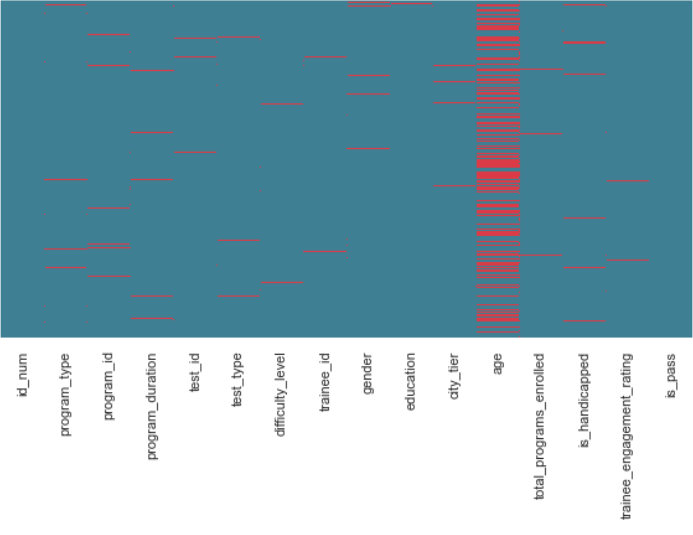 id_num
program_type
program_id
program_duration
test_id
test_type
difficulty_level
trainee_id
gender
education
city_tier
age
total_programs_enrolled
is_handicapped
trainee_engagement_rating
is_pass